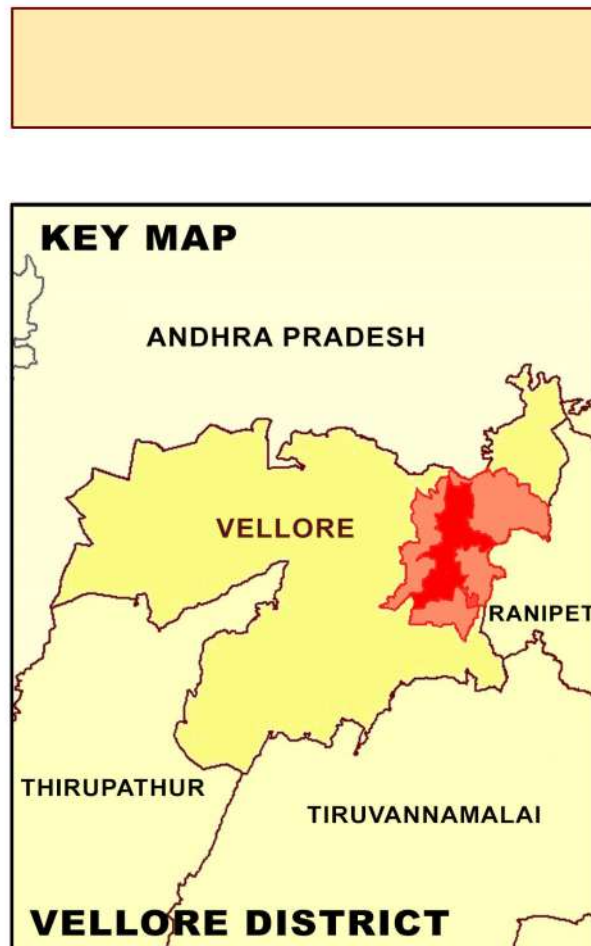 KEY MAP
ANDHRA PRADESH
VELLORE
RANIPET
THIRUPATHUR
TIRUVANNAMALAI
VELLORE DISTRICT